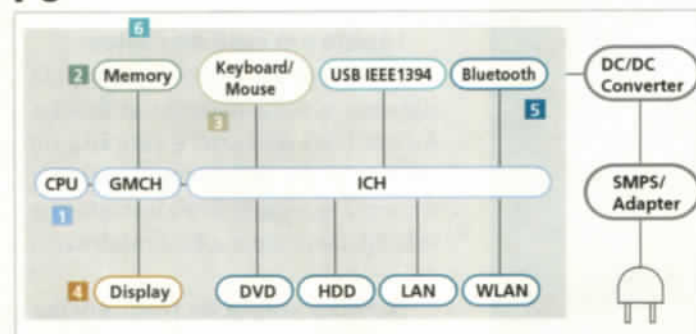 6
2 Memory
Keyboard/
Mouse
USB IEEE1394
Bluetooth
DC/DC
Converter
3
5
CPU
GMCH
ICH
SMPS/
Adapter
1
4 Display
DVD
HDD
LAN
WLAN